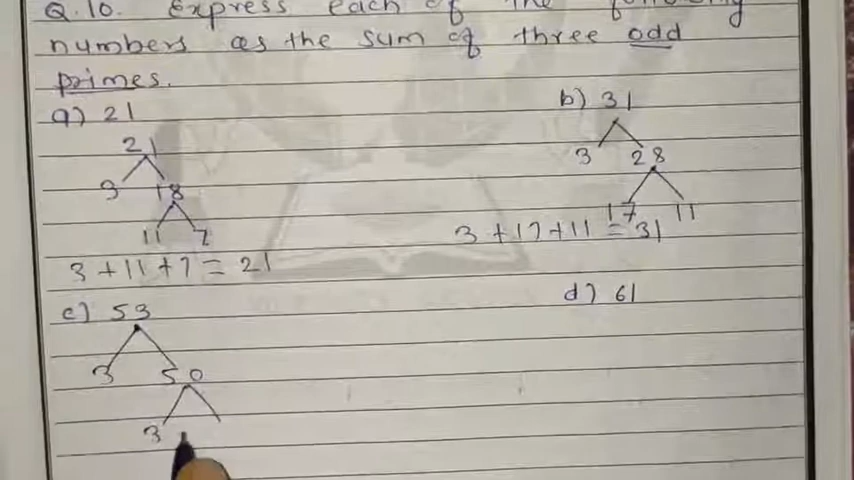 Q.10. Express each of the following
numbers as the sum of three odd
primes.
a) 21
21
3 18
11 7
3 + 11 + 7 = 21
b) 31
3 28
17 11
3 + 17 + 11 = 31
c) 53
3 50
3
d) 61